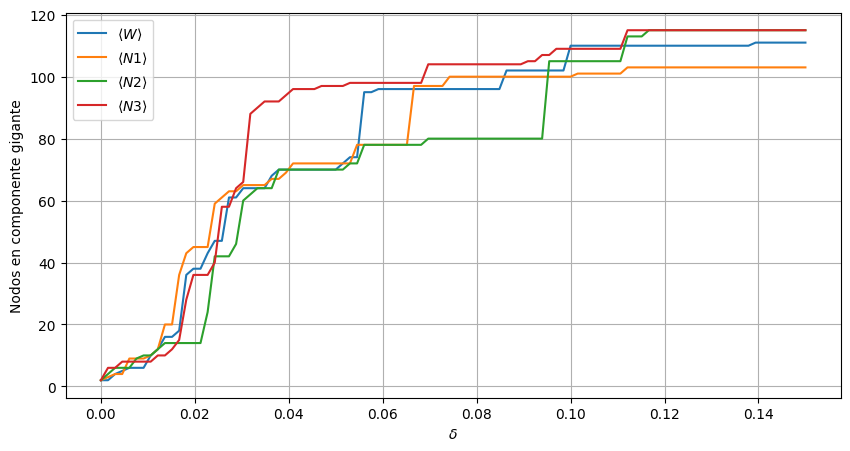 ⟨W⟩
⟨N1⟩
⟨N2⟩
⟨N3⟩
Nodos en componente gigante
120
100
80
60
40
20
0
0.00 0.02 0.04 0.06 0.08 0.10 0.12 0.14
δ